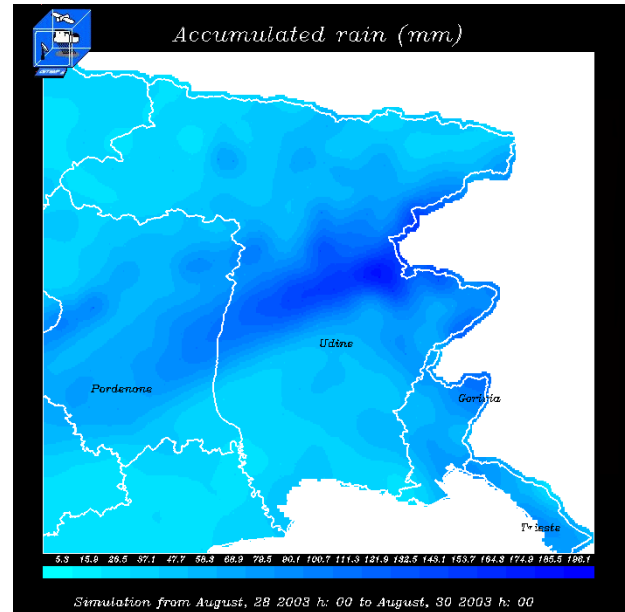 Accumulated rain (mm)
Udine
Pordenone
Gorizia
Trieste
5.3 15.9 26.5 37.1 47.7 58.3 68.9 79.5 90.1 100.7 111.3 121.9 132.5 143.1 153.7 164.3 174.9 185.5 196.1
Simulation from August, 28 2003 h: 00 to August, 30 2003 h: 00